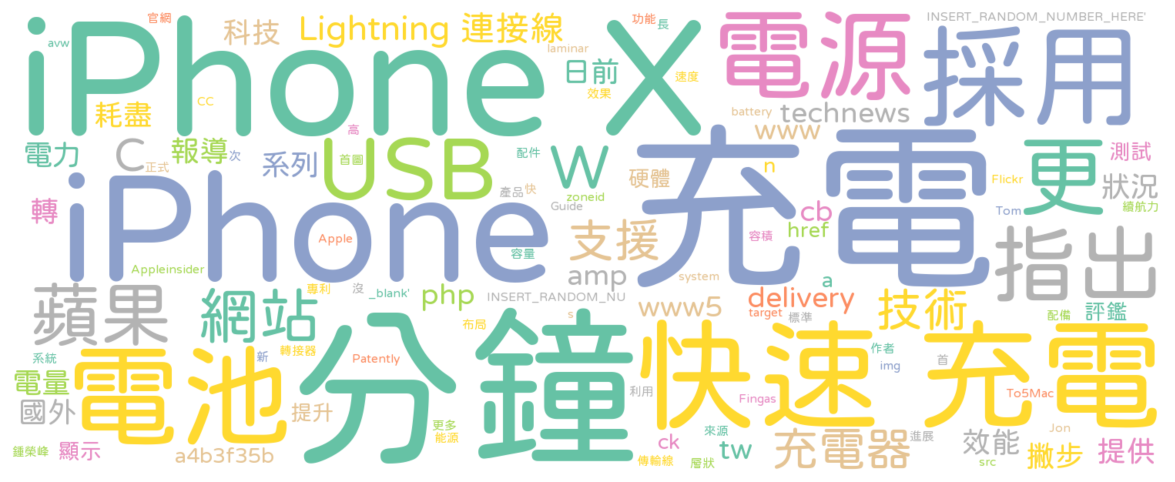 官網
功能
長
INSERT_RANDOM_NUMBER_HERE'
iPhone X
科技
Lightning 連接線
電源
採用
avw
laminar
日前
速度
效果
CC
耗盡
battery
technews
www
高
電力
C
正式
報導
次
系列
首圖
USB
配件
W
硬體
n
更
測試
狀況
Flickr
續航力
iPhone
充電
產品
快
zoneid
Guide
cb
href
Tom
轉
Apple
容量
支援
容積
指出
Appleinsider
專利
沒
_blank'
amp
system
a
蘋果
網站
php
INSERT_RANDOM_NU
s
www5
delivery
target
標準
技術
配備
評鑑
布局
系統
新
轉接器
Patently
分鐘
快速充電
作者
img
首
電量
電池
利用
Fingas
To5Mac
國外
提升
更多
能源
來源
進展
Jon
鍾榮峰
顯示
a4b3f35b
ck
傳輸線
層狀
tw
充電器
效能
src
撇步
提供